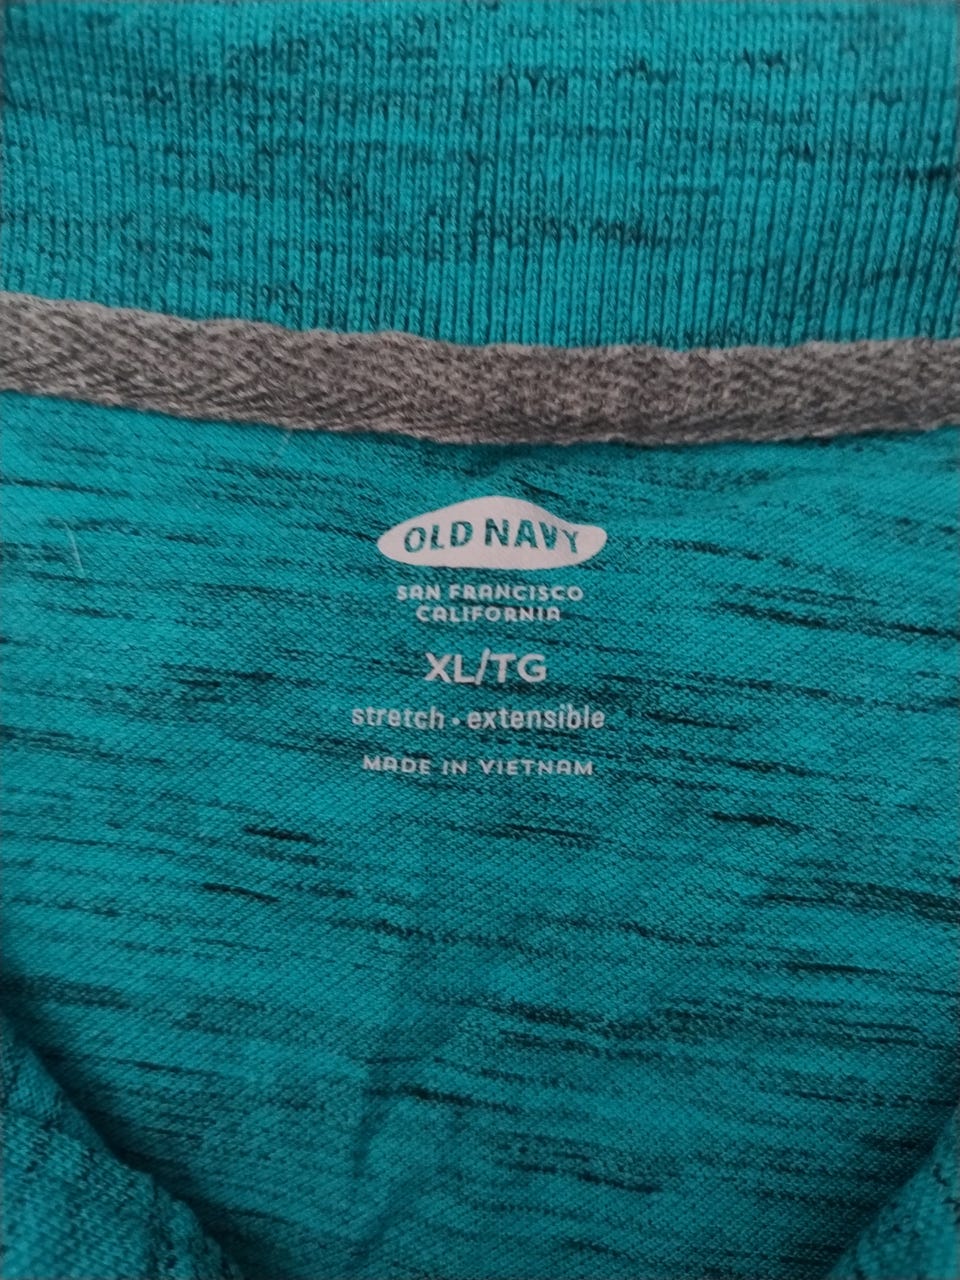 OLD NAVY
SAN FRANCISCO
CALIFORNIA
XL/TG
stretch • extensible
MADE IN VIETNAM